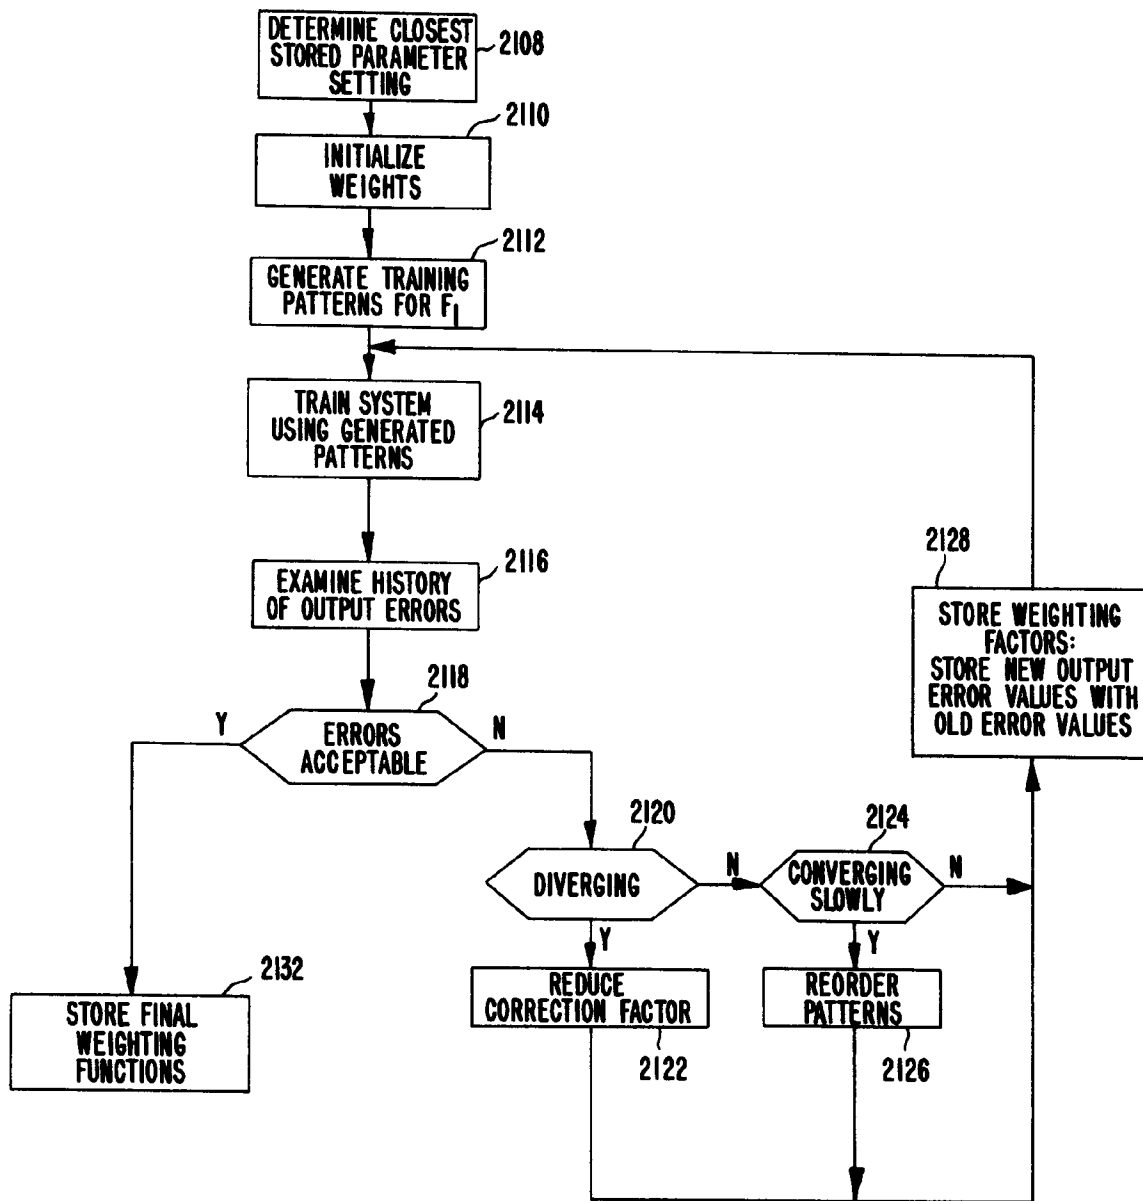 DETERMINE CLOSEST
STORED PARAMETER
SETTING
2108
2110
INITIALIZE
WEIGHTS
2112
GENERATE TRAINING
PATTERNS FOR F1
TRAIN SYSTEM
USING GENERATED
PATTERNS
2114
2116
EXAMINE HISTORY
OF OUTPUT ERRORS
2128
STORE WEIGHTING
FACTORS:
STORE NEW OUTPUT
ERROR VALUES WITH
OLD ERROR VALUES
2118
Y
ERRORS
ACCEPTABLE
N
2120
DIVERGING
N
2124
CONVERGING
SLOWLY
N
Y
Y
2132
STORE FINAL
WEIGHTING
FUNCTIONS
REDUCE
CORRECTION FACTOR
2122
REORDER
PATTERNS
2126